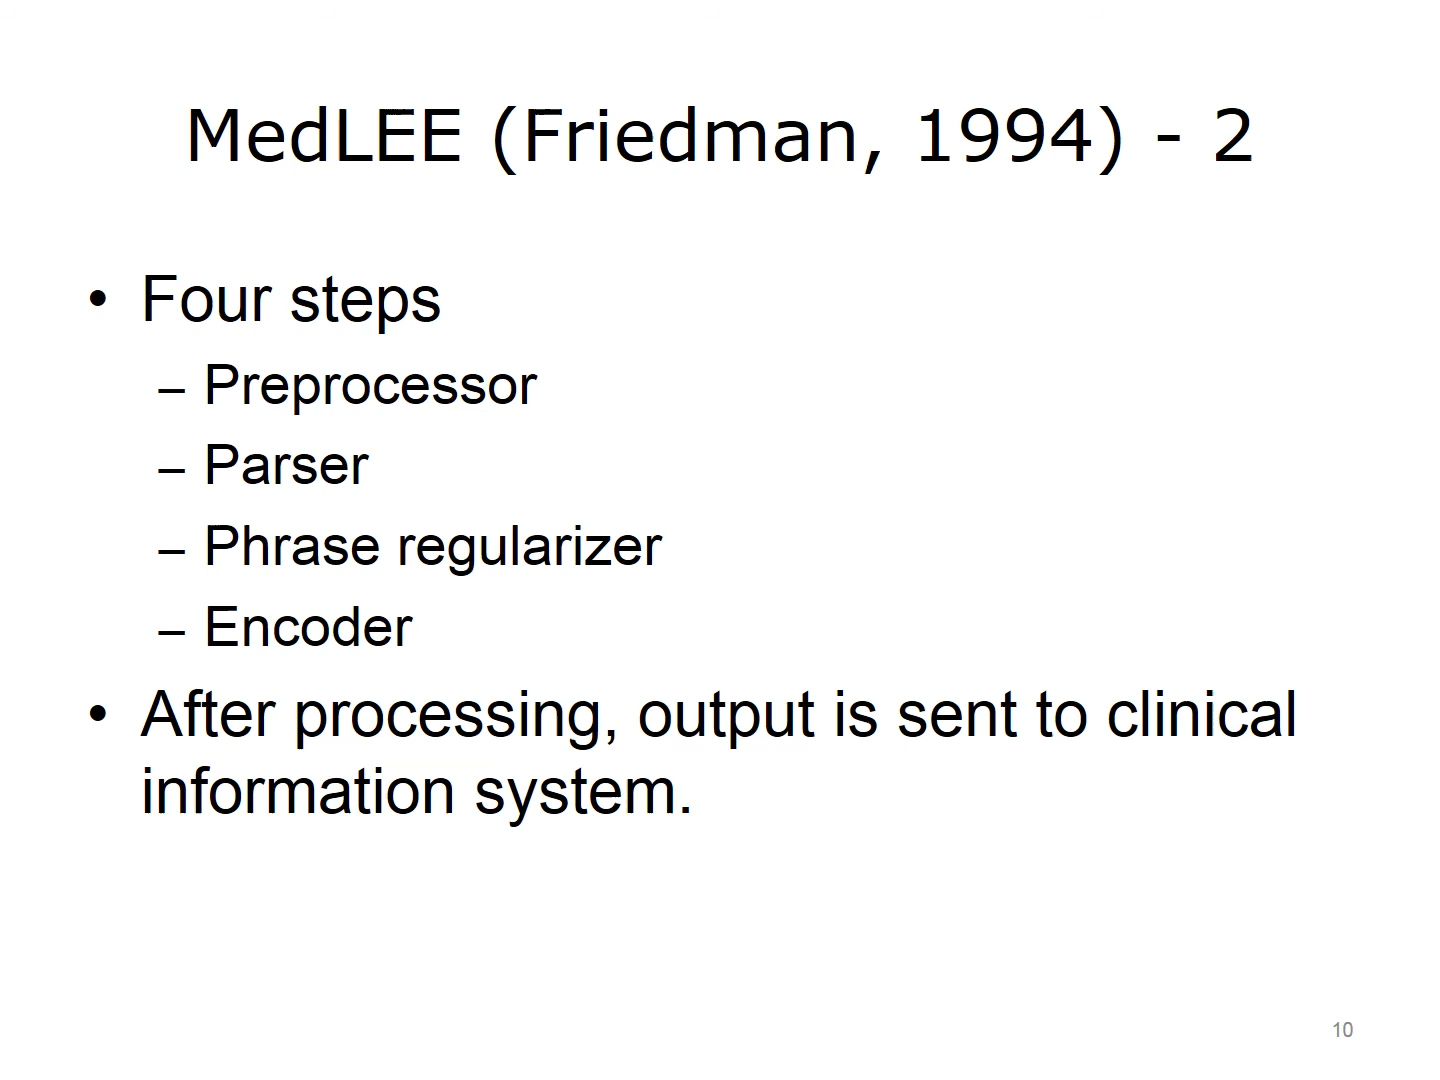 MedLEE (Friedman, 1994) - 2
• Four steps
– Preprocessor
– Parser
– Phrase regularizer
– Encoder
• After processing, output is sent to clinical
information system.
10